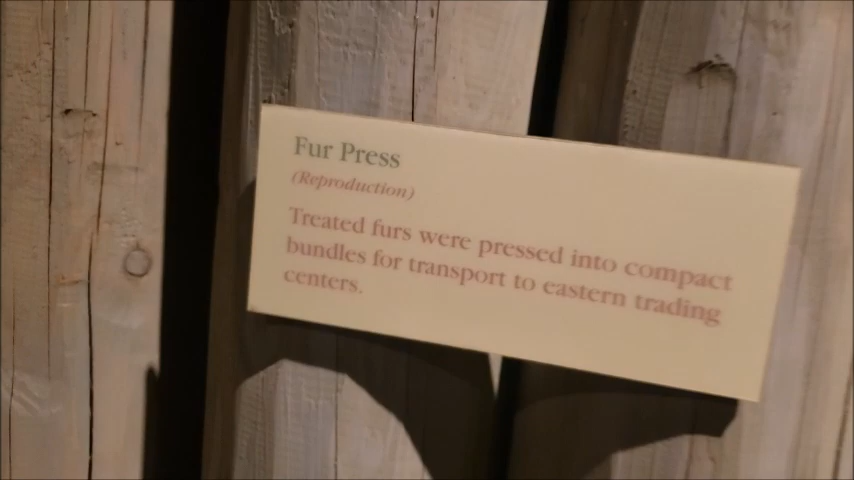 Fur Press
(Reproduction)
Treated furs were pressed into compact
bundles for transport to eastern trading
centers.